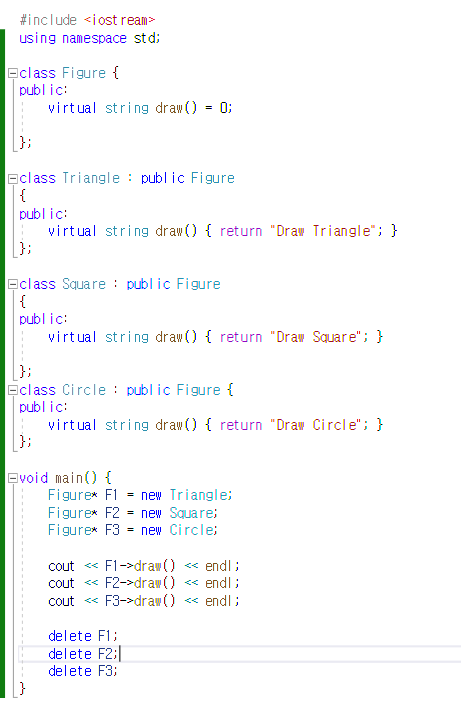 #include <iostream>
using namespace std;
class Figure {
public:
virtual string draw() = 0;
};
class Triangle : public Figure
{
public:
virtual string draw() { return "Draw Triangle"; }
};
class Square : public Figure
{
public:
virtual string draw() { return "Draw Square"; }
};
class Circle : public Figure {
public:
virtual string draw() { return "Draw Circle"; }
};
void main() {
Figure* F1 = new Triangle;
Figure* F2 = new Square;
Figure* F3 = new Circle;
cout << F1->draw() << endl;
cout << F2->draw() << endl;
cout << F3->draw() << endl;
delete F1;
delete F2;
delete F3;
}